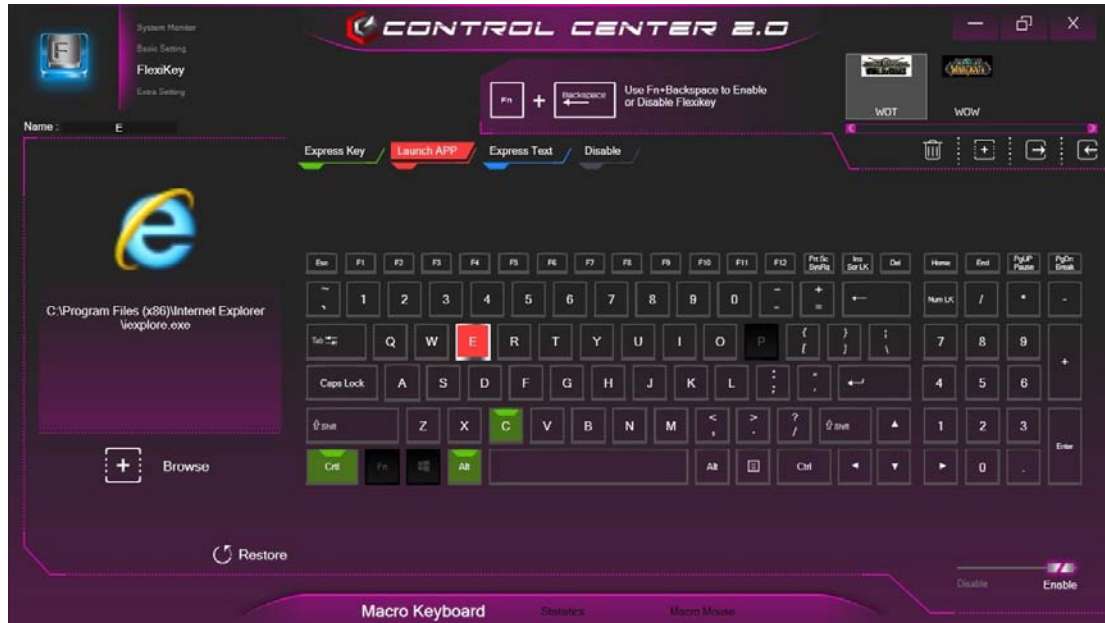 System Monitor
Basic Setting
FlexiKey
Extra Setting
CONTROL CENTER 2.0
Fn + Backspace
Use Fn+Backspace to Enable
or Disable Flexikey
WOT WOW
Name : E
Express Key Launch APP Express Text Disable
C:\Program Files (x86)\Internet Explorer
\iexplore.exe
Browse
Restore
Esc F1 F2 F3 F4 F5 F6 F7 F8 F9 F10 F11 F12 Prt Sc SysRq Ins Scr LK Del Home End PgUP Pause PgDn Break
~ ` 1 2 3 4 5 6 7 8 9 0 - - + = ← Num LK / * -
Tab Q W E R T Y U I O P { [ } ] \ 7 8 9 +
Caps Lock A S D F G H J K L : ; " ' 4 5 6
Shift Z X C V B N M < , > . ? / Shift ▲ 1 2 3 Enter
Crtl Fn Alt Alt Ctrl ◄ ▼ ► 0 .
Disable Enable
Macro Keyboard Statistics Macro Mouse